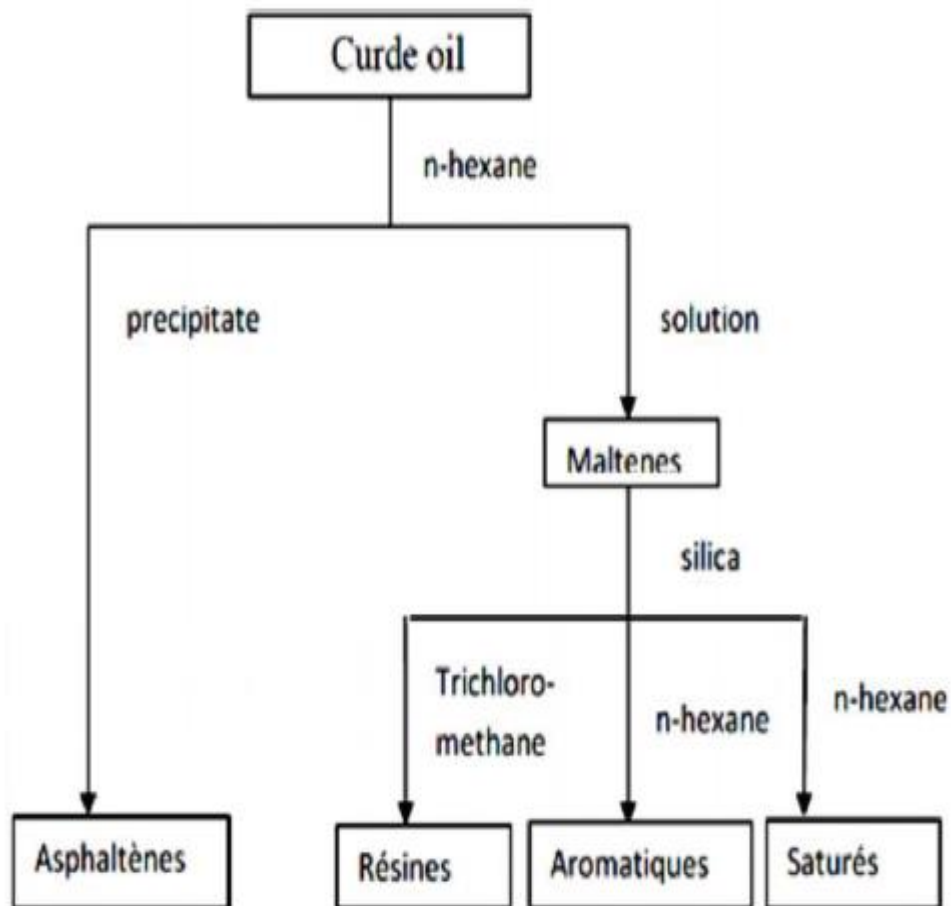 Curde oil
n-hexane
precipitate
solution
Maltenes
silica
Trichloro-
methane
n-hexane
n-hexane
Asphaltènes
Résines
Aromatiques
Saturés